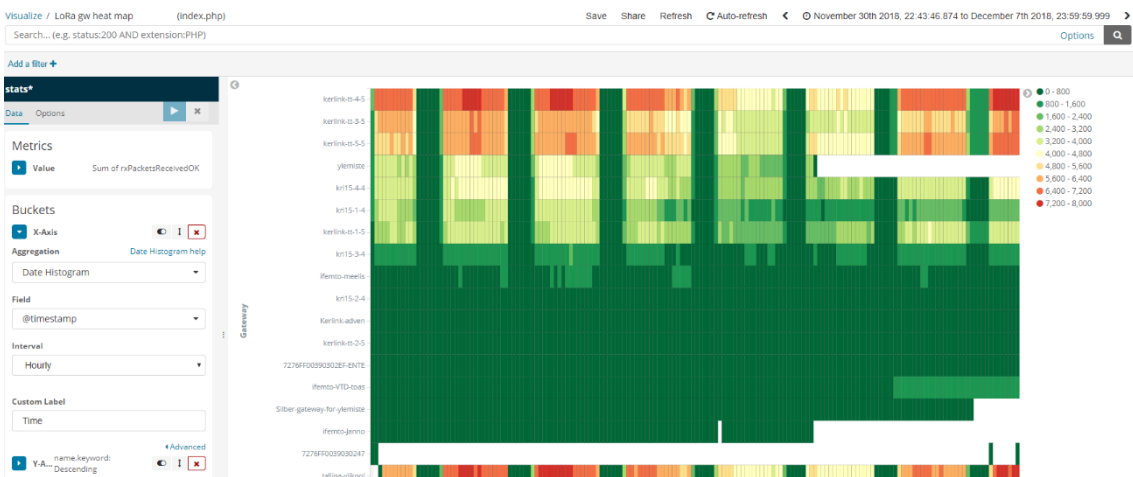 Visualize / LoRa gw heat map (index.php)
Save Share Refresh Auto-refresh November 30th 2018, 22:43:46.874 to December 7th 2018, 23:59:59.999
Search... (e.g. status:200 AND extension:PHP)
Options
Add a filter +
stats*
Data Options
Metrics
Value Sum of rxPacketsReceivedOK
Buckets
X-Axis
Aggregation Date Histogram help
Date Histogram
Field
@timestamp
Interval
Hourly
Custom Label
Time
Advanced
Y-A... name.keyword: Descending
Gateway
kerlink-tt-4-5
kerlink-tt-3-5
kerlink-tt-5-5
ylemiste
kri15-4-4
kri15-1-4
kerlink-tt-1-5
kri15-3-4
ifemto-meelis
kri15-2-4
Kerlink-adven
kerlink-tt-2-5
7276FF00390302EF-ENTE
ifemto-VTD-toas
Silber-gateway-for-ylemiste
ifemto-Janno
7276FF0039030247
0 - 800
800 - 1,600
1,600 - 2,400
2,400 - 3,200
3,200 - 4,000
4,000 - 4,800
4,800 - 5,600
5,600 - 6,400
6,400 - 7,200
7,200 - 8,000